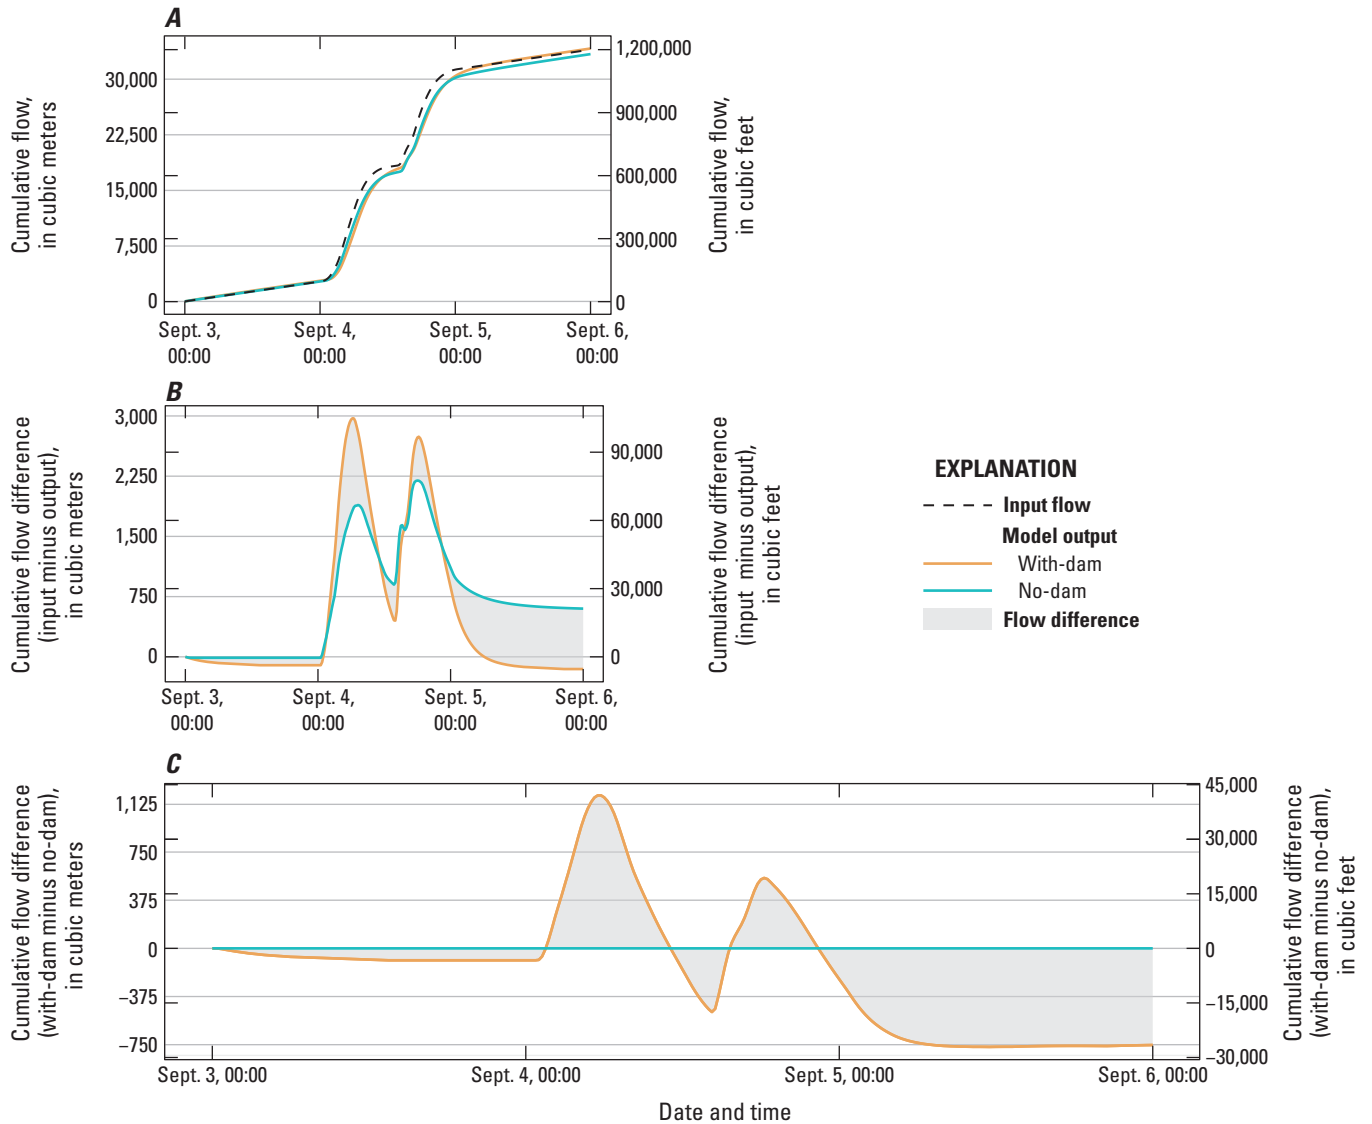 A
Cumulative flow,
in cubic meters
30,000
22,500
15,000
7,500
0
1,200,000
900,000
600,000
300,000
0
Cumulative flow,
in cubic feet
Sept. 3,
00:00
Sept. 4,
00:00
Sept. 5,
00:00
Sept. 6,
00:00
B
Cumulative flow difference
(input minus output),
in cubic meters
3,000
2,250
1,500
750
0
90,000
60,000
30,000
0
Cumulative flow difference
(input minus output),
in cubic feet
Sept. 3,
00:00
Sept. 4,
00:00
Sept. 5,
00:00
Sept. 6,
00:00
EXPLANATION
Input flow
Model output
With-dam
No-dam
Flow difference
C
Cumulative flow difference
(with-dam minus no-dam),
in cubic meters
1,125
750
375
0
−375
−750
45,000
30,000
15,000
0
−15,000
−30,000
Cumulative flow difference
(with-dam minus no-dam),
in cubic feet
Sept. 3, 00:00
Sept. 4, 00:00
Sept. 5, 00:00
Sept. 6, 00:00
Date and time